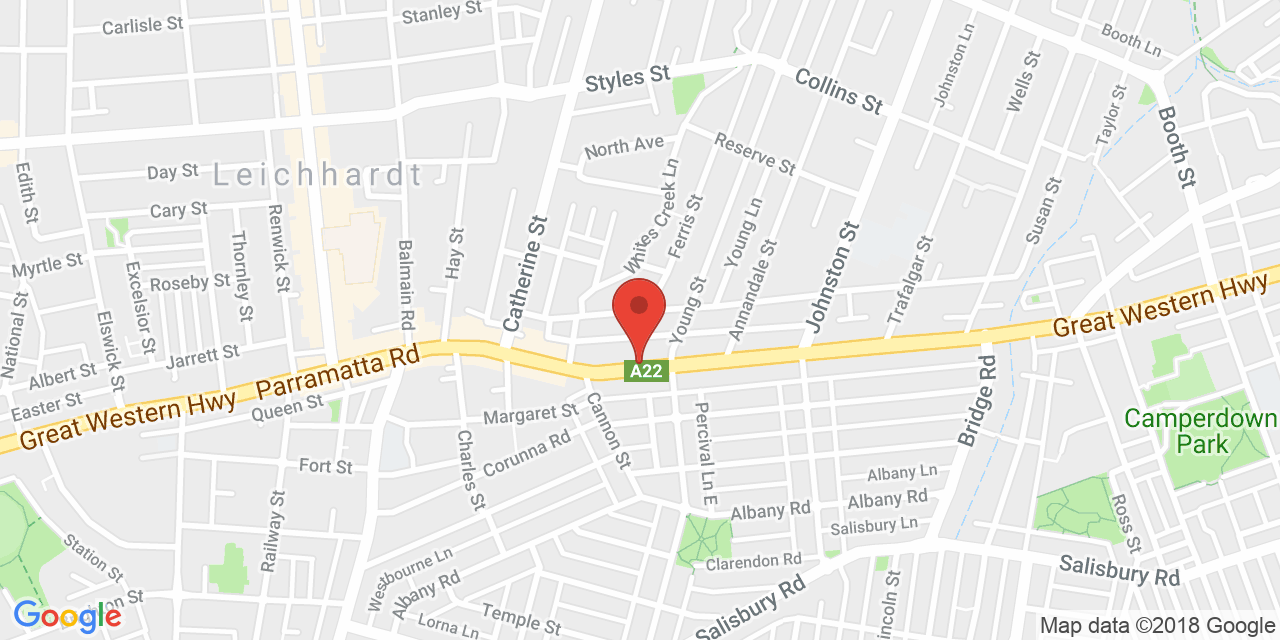 Carlisle St
Stanley St
Styles St
Collins St
Johnston Ln
Wells St
Booth Ln
Taylor St
Booth St
North Ave
Reserve St
Day St
Leichhardt
Edith St
Cary St
Renwick St
Thornley St
Myrtle St
Excelsior St
Roseby St
Balmain Rd
Hay St
Catherine St
Whites Creek Ln
Ferris St
Young Ln
Young St
Annandale St
Johnston St
Trafalgar St
Susan St
National St
Elswick St
Jarrett St
Albert St
Easter St
Great Western Hwy
Parramatta Rd
Great Western Hwy
A22
Queen St
Margaret St
Cannon St
Percival Ln E
Bridge Rd
Camperdown
Park
Charles St
Corunna Rd
Fort St
Albany Ln
Albany Rd
Albany Rd
Salisbury Ln
Ross St
Railway St
Station St
Westbourne Ln
Albany Rd
Clarendon Rd
Salisbury Rd
Salisbury Rd
Temple St
Lorna Ln
Google
Map data ©2018 Google